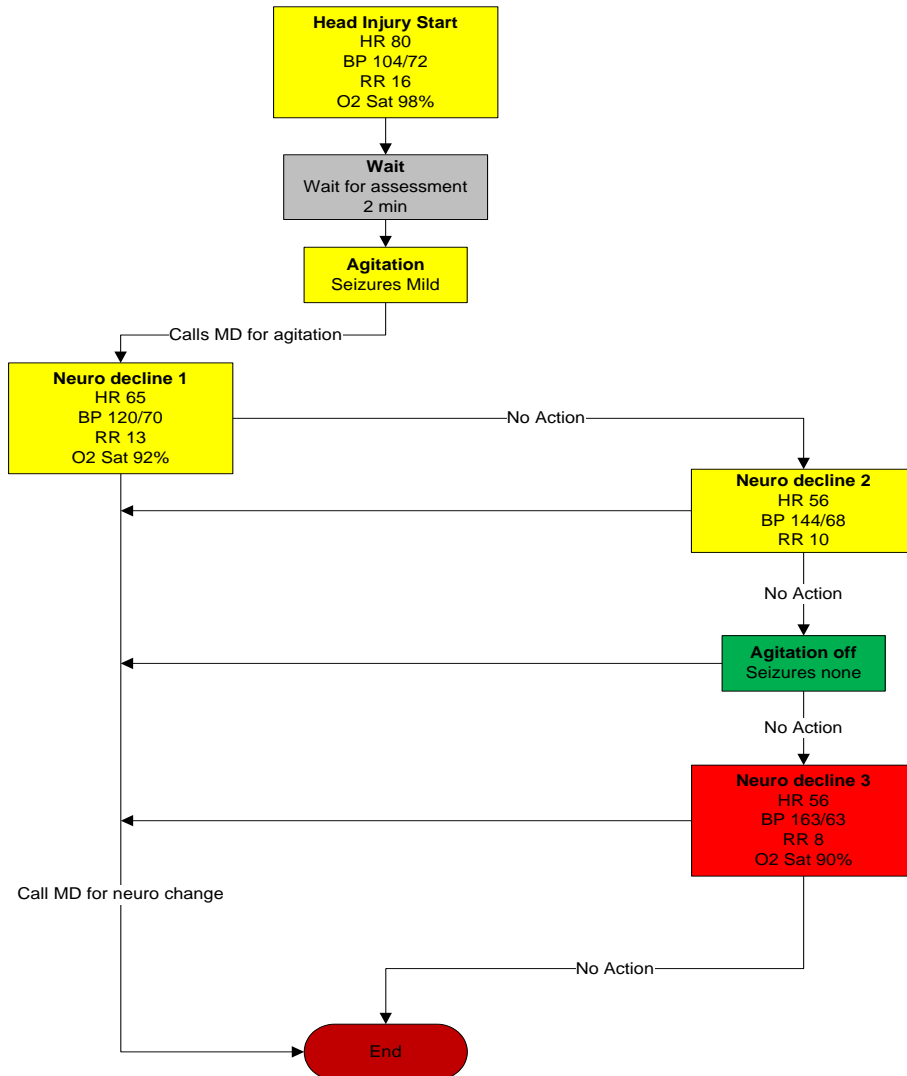 Head Injury Start
HR 80
BP 104/72
RR 16
O2 Sat 98%
Wait
Wait for assessment
2 min
Agitation
Seizures Mild
Calls MD for agitation
Neuro decline 1
HR 65
BP 120/70
RR 13
O2 Sat 92%
No Action
Neuro decline 2
HR 56
BP 144/68
RR 10
No Action
Agitation off
Seizures none
No Action
Neuro decline 3
HR 56
BP 163/63
RR 8
O2 Sat 90%
Call MD for neuro change
No Action
End